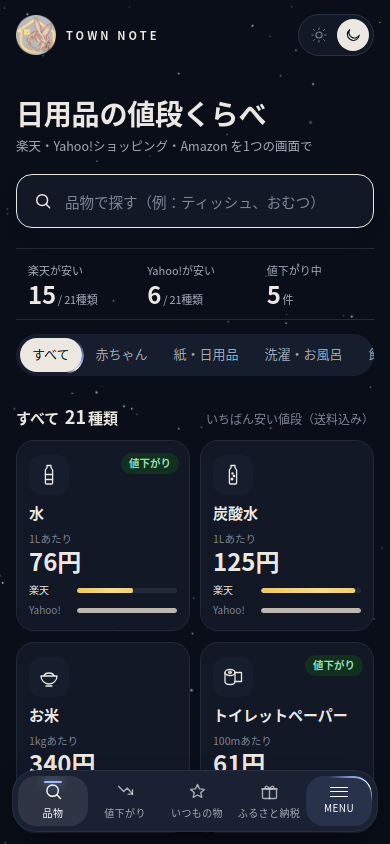 TOWN NOTE
日用品の値段くらべ
楽天・Yahoo!ショッピング・Amazon を1つの画面で
品物で探す（例：ティッシュ、おむつ）
楽天が安い
15 / 21種類
Yahoo!が安い
6 / 21種類
値下がり中
5 件
すべて
赤ちゃん
紙・日用品
洗濯・お風呂
すべて 21種類
いちばん安い値段（送料込み）
値下がり
水
1Lあたり
76円
楽天
Yahoo!
炭酸水
1Lあたり
125円
楽天
Yahoo!
お米
1kgあたり
340円
値下がり
トイレットペーパー
100mあたり
61円
品物
値下がり
いつもの物
ふるさと納税
MENU